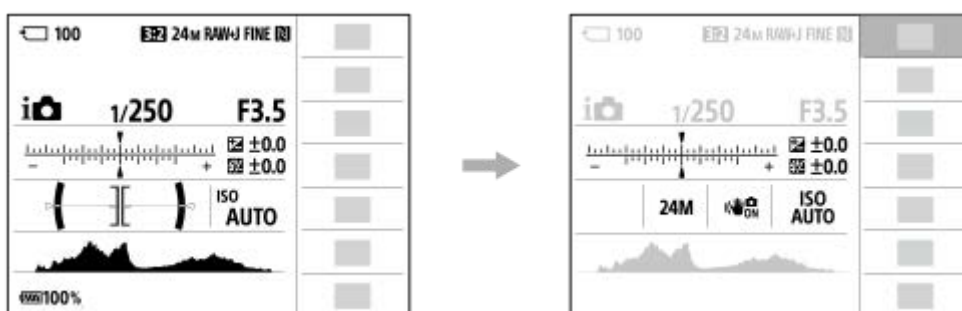 100 3:2 24M RAW+J FINE N
i 1/250 F3.5
- + ±0.0
±0.0
ISO
AUTO
100%
100 3:2 24M RAW+J FINE N
i 1/250 F3.5
- + ±0.0
±0.0
24M ON ISO
AUTO